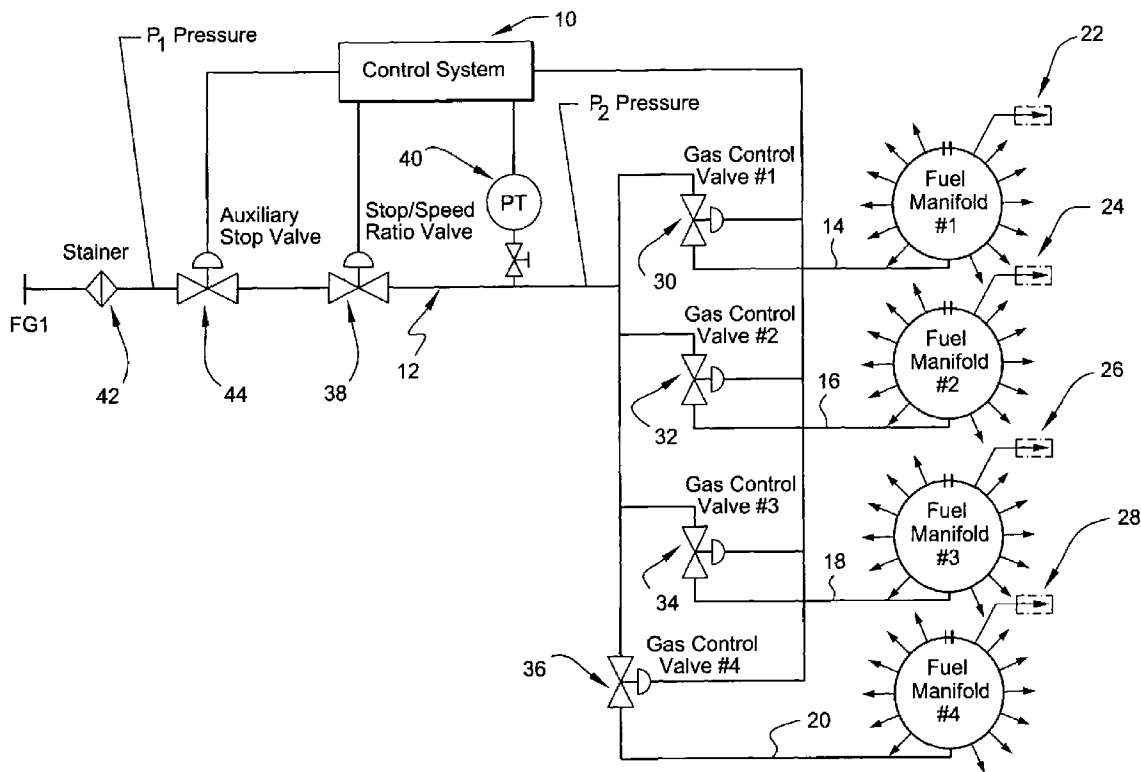 10
22
P1 Pressure
Control System
P2 Pressure
40
PT
Gas Control
Valve #1
Fuel
Manifold
#1
24
Auxiliary
Stop Valve
Stop/Speed
Ratio Valve
Stainer
30
14
FG1
42
44
38
12
Gas Control
Valve #2
Fuel
Manifold
#2
26
32
16
Gas Control
Valve #3
Fuel
Manifold
#3
28
34
18
36
Gas Control
Valve #4
Fuel
Manifold
#4
20